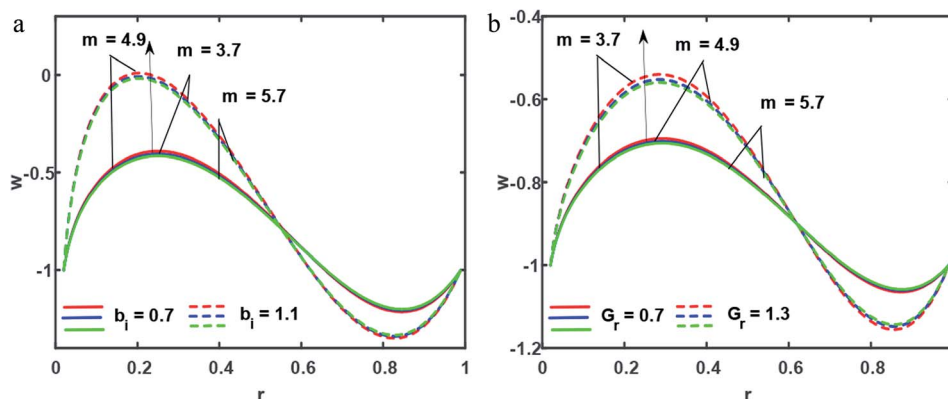 a
m = 4.9
m = 3.7
m = 5.7
w
0
-0.5
-1
b_i = 0.7
b_i = 1.1
0
0.2
0.4
0.6
0.8
1
r
b
m = 3.7
m = 4.9
m = 5.7
w
-0.4
-0.6
-0.8
-1
-1.2
G_r = 0.7
G_r = 1.3
0
0.2
0.4
0.6
0.8
r